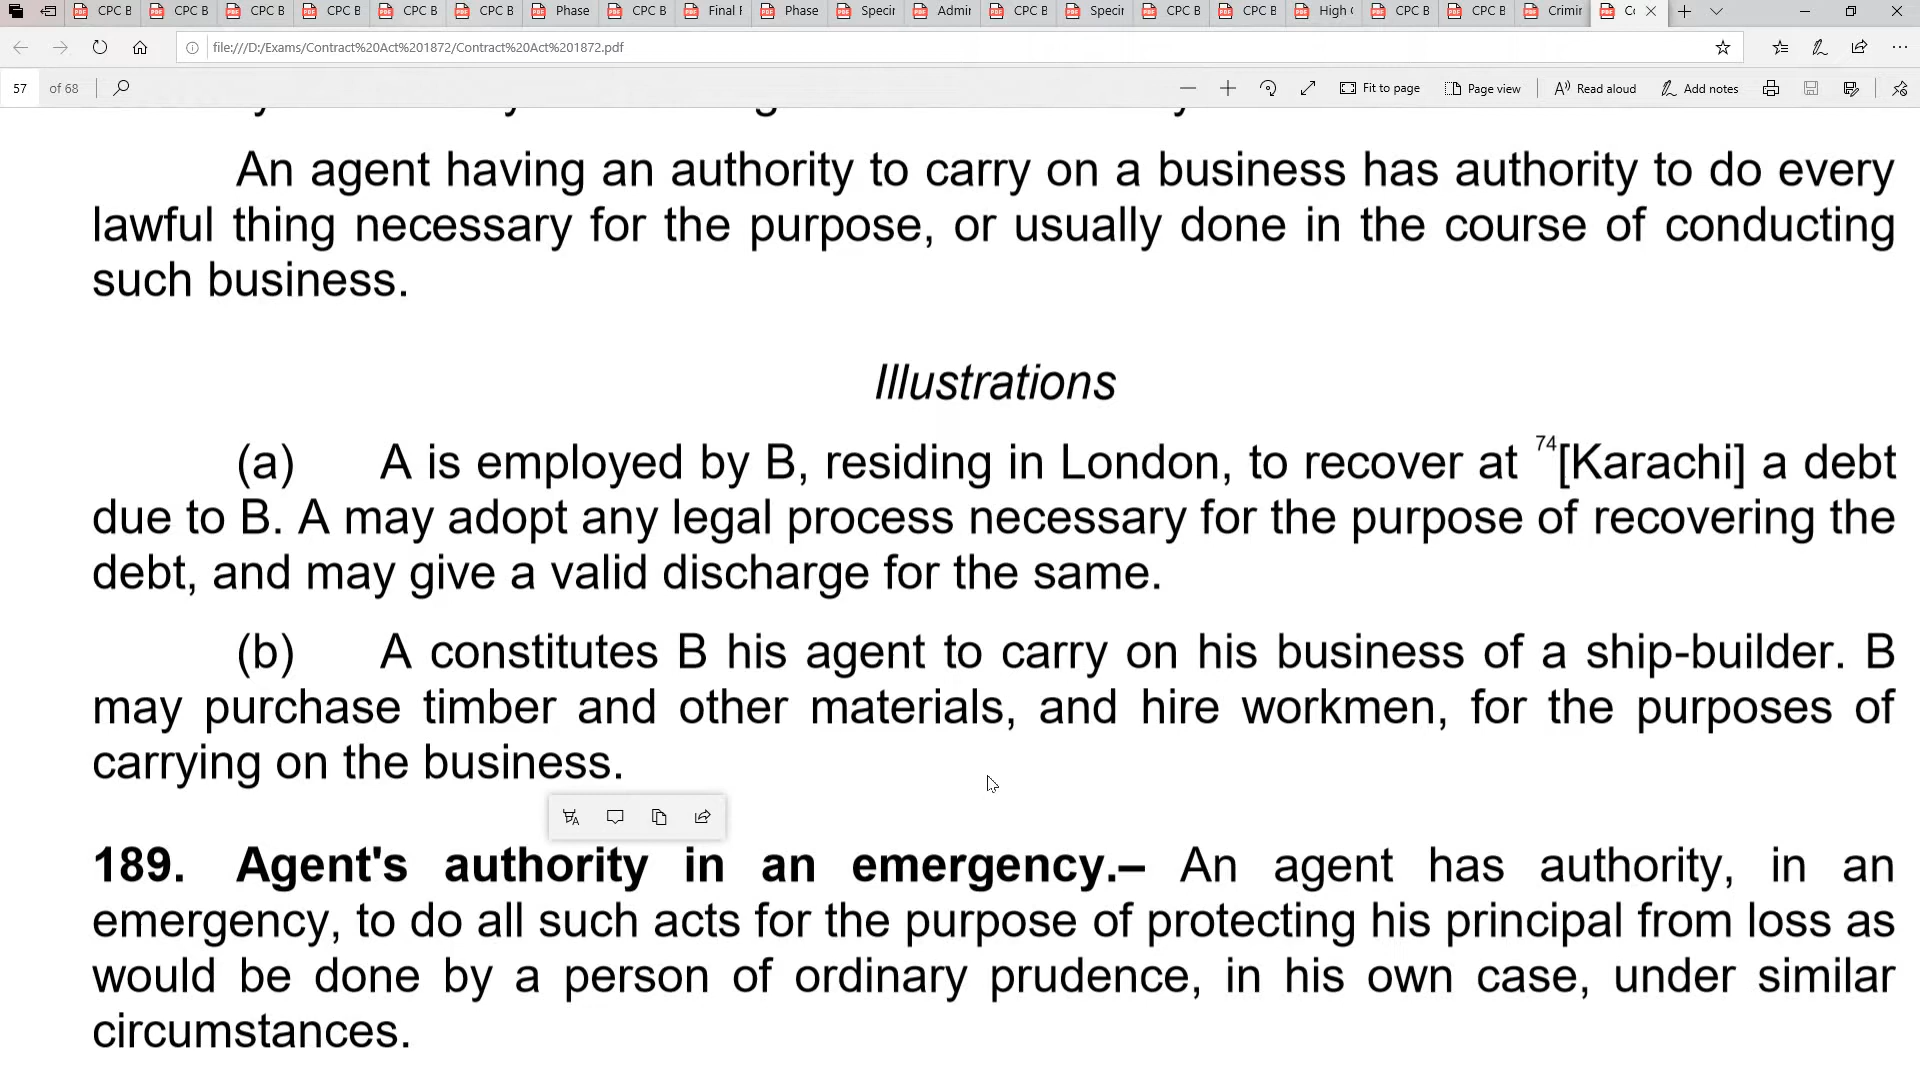 CPC B CPC B CPC B CPC B CPC B CPC B Phase CPC B Final Phase Specir Admir CPC B Specir CPC B CPC B High CPC B CPC B Crimir
file:///D:/Exams/Contract%20Act%201872/Contract%20Act%201872.pdf
57 of 68 Fit to page Page view Read aloud Add notes
An agent having an authority to carry on a business has authority to do every
lawful thing necessary for the purpose, or usually done in the course of conducting
such business.
Illustrations
(a) A is employed by B, residing in London, to recover at 74[Karachi] a debt
due to B. A may adopt any legal process necessary for the purpose of recovering the
debt, and may give a valid discharge for the same.
(b) A constitutes B his agent to carry on his business of a ship-builder. B
may purchase timber and other materials, and hire workmen, for the purposes of
carrying on the business.
189. Agent's authority in an emergency.– An agent has authority, in an
emergency, to do all such acts for the purpose of protecting his principal from loss as
would be done by a person of ordinary prudence, in his own case, under similar
circumstances.